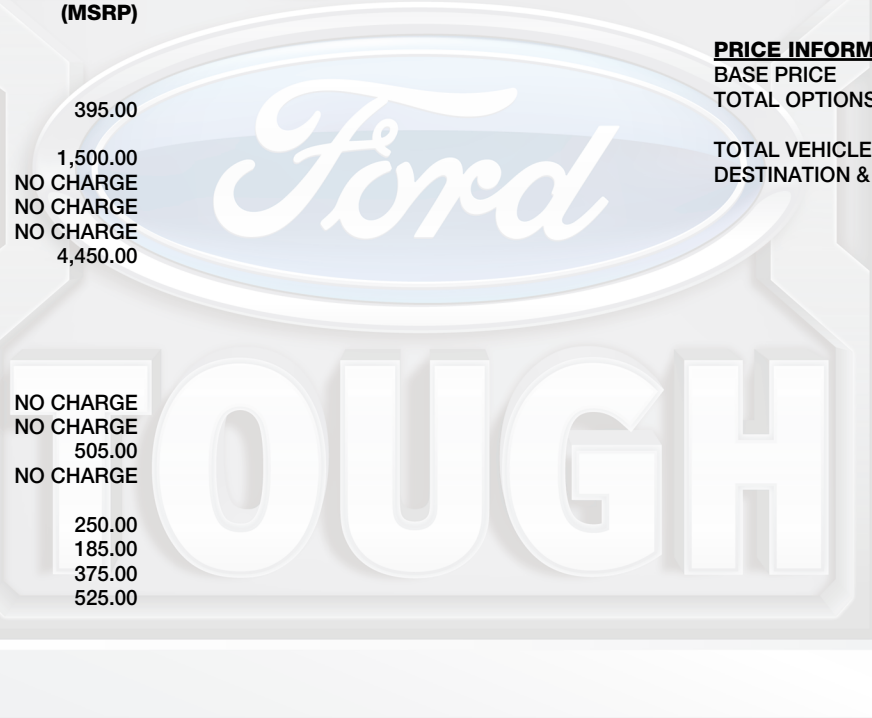 (MSRP)
395.00
1,500.00
NO CHARGE
NO CHARGE
NO CHARGE
4,450.00
NO CHARGE
NO CHARGE
505.00
NO CHARGE
250.00
185.00
375.00
525.00
PRICE INFORM
BASE PRICE
TOTAL OPTIONS
TOTAL VEHICLE
DESTINATION &
Ford
TOUGH